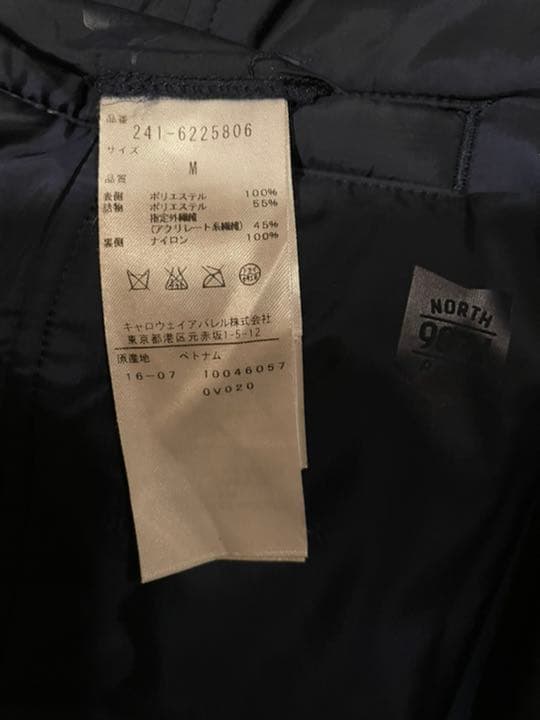 品番
241-6225806
サイズ
M
品質
表側 ポリエステル 100%
詰物 ポリエステル 55%
指定外繊維
(アクリレート系繊維) 45%
裏側 ナイロン 100%
キャロウェイアパレル株式会社
東京都港区元赤坂1-5-12
原産地 ベトナム
16-07 10046057
0V020
NORTH